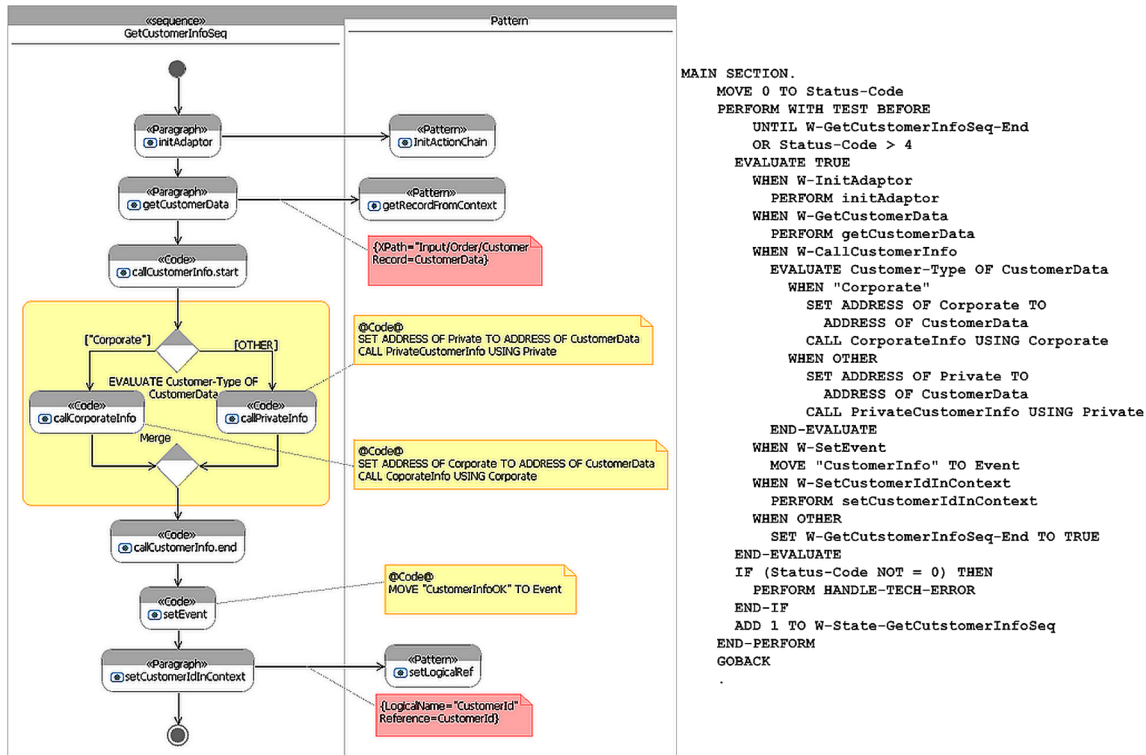 «sequence»
GetCustomerInfoSeq
Pattern
«Paragraph»
initAdaptor
«Pattern»
InitActionChain
«Paragraph»
getCustomerData
«Pattern»
getRecordFromContext
{XPath="Input/Order/Customer
Record=CustomerData}
«Code»
callCustomerInfo.start
["Corporate"]
[OTHER]
EVALUATE Customer-Type OF
CustomerData
«Code»
callCorporateInfo
«Code»
callPrivateInfo
@Code@
SET ADDRESS OF Private TO ADDRESS OF CustomerData
CALL PrivateCustomerInfo USING Private
Merge
@Code@
SET ADDRESS OF Corporate TO ADDRESS OF CustomerData
CALL CoporateInfo USING Corporate
«Code»
callCustomerInfo.end
«Code»
setEvent
@Code@
MOVE "CustomerInfoOK" TO Event
«Paragraph»
setCustomerIdInContext
«Pattern»
setLogicalRef
{LogicalName="CustomerId"
Reference=CustomerId}
MAIN SECTION.
MOVE 0 TO Status-Code
PERFORM WITH TEST BEFORE
UNTIL W-GetCutstomerInfoSeq-End
OR Status-Code > 4
EVALUATE TRUE
WHEN W-InitAdaptor
PERFORM initAdaptor
WHEN W-GetCustomerData
PERFORM getCustomerData
WHEN W-CallCustomerInfo
EVALUATE Customer-Type OF CustomerData
WHEN "Corporate"
SET ADDRESS OF Corporate TO
ADDRESS OF CustomerData
CALL CorporateInfo USING Corporate
WHEN OTHER
SET ADDRESS OF Private TO
ADDRESS OF CustomerData
CALL PrivateCustomerInfo USING Private
END-EVALUATE
WHEN W-SetEvent
MOVE "CustomerInfo" TO Event
WHEN W-SetCustomerIdInContext
PERFORM setCustomerIdInContext
WHEN OTHER
SET W-GetCutstomerInfoSeq-End TO TRUE
END-EVALUATE
IF (Status-Code NOT = 0) THEN
PERFORM HANDLE-TECH-ERROR
END-IF
ADD 1 TO W-State-GetCutstomerInfoSeq
END-PERFORM
GOBACK
.